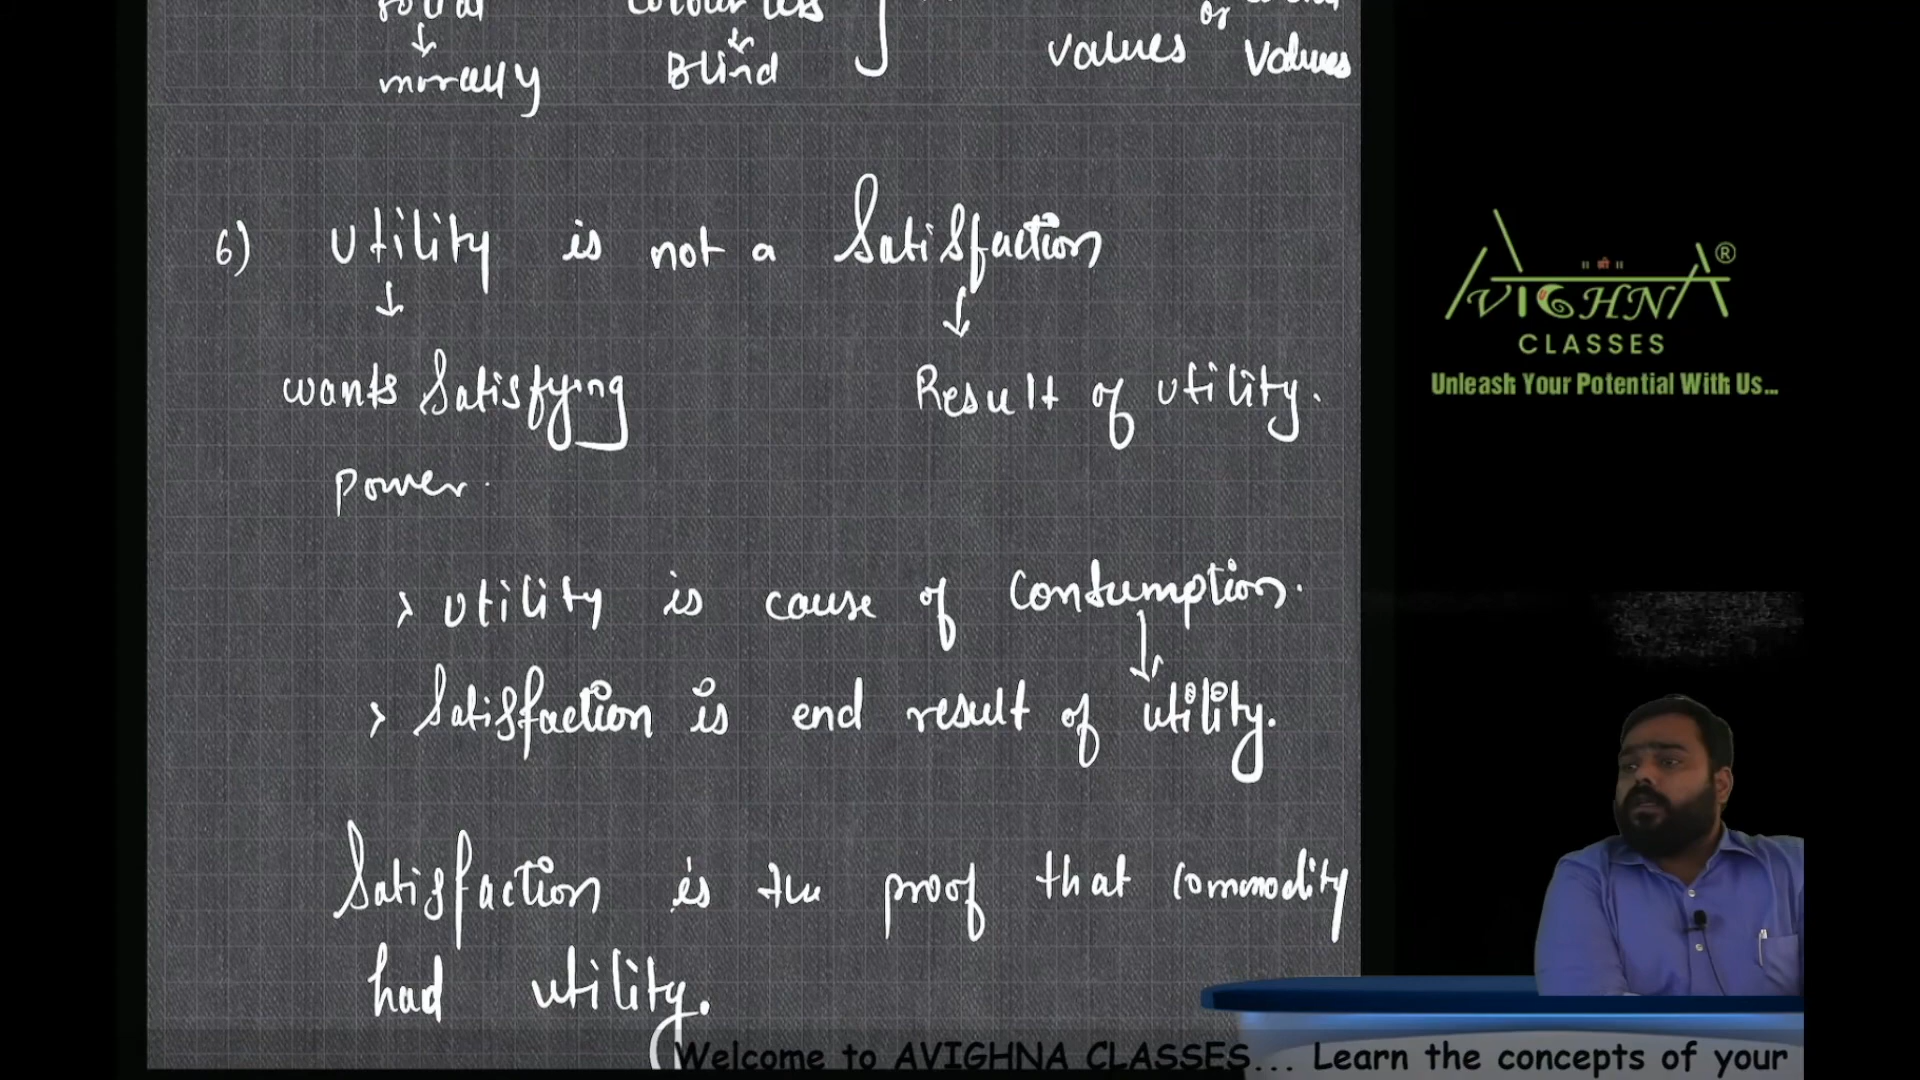 values of values
morally Blind
6) Utility is not a Satisfaction
↓ ↓
wants Satisfying Result of utility.
power.
> Utility is cause of Consumption.
↓
> Satisfaction is end result of utility.
Satisfaction is the proof that commodity
had utility.
AVIGHNA®
CLASSES
Unleash Your Potential With Us...
Welcome to AVIGHNA CLASSES... Learn the concepts of your